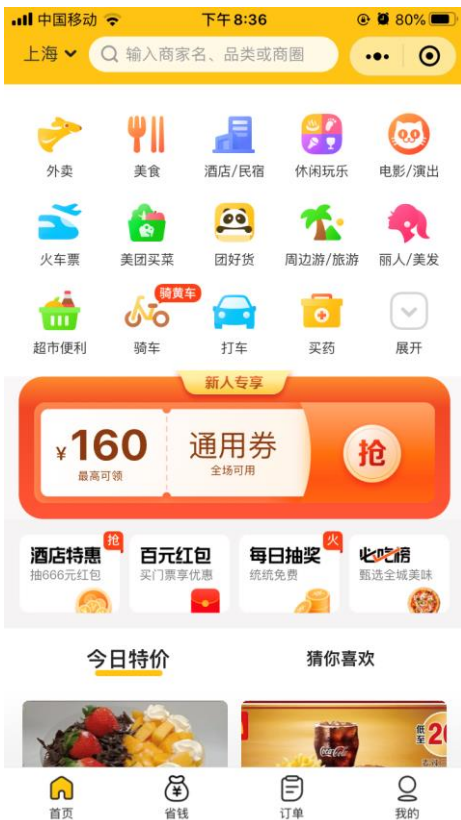 中国移动 下午8:36 80%
上海 输入商家名、品类或商圈
外卖 美食 酒店/民宿 休闲玩乐 电影/演出
火车票 美团买菜 团好货 周边游/旅游 丽人/美发
骑黄车
超市便利 骑车 打车 买药 展开
新人专享
¥160 通用券 抢
最高可领 全场可用
抢 火
酒店特惠 百元红包 每日抽奖 必吃榜
抽666元红包 买门票享优惠 统统免费 甄选全城美味
今日特价 猜你喜欢
Coca-Cola
低至
首页 省钱 订单 我的